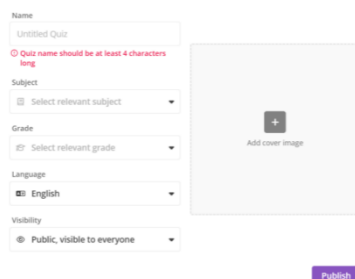 Name
Untitled Quiz
Quiz name should be at least 4 characters
long
Subject
Select relevant subject
Grade
Select relevant grade
Language
English
Visibility
Public, visible to everyone
Add cover image
Publish